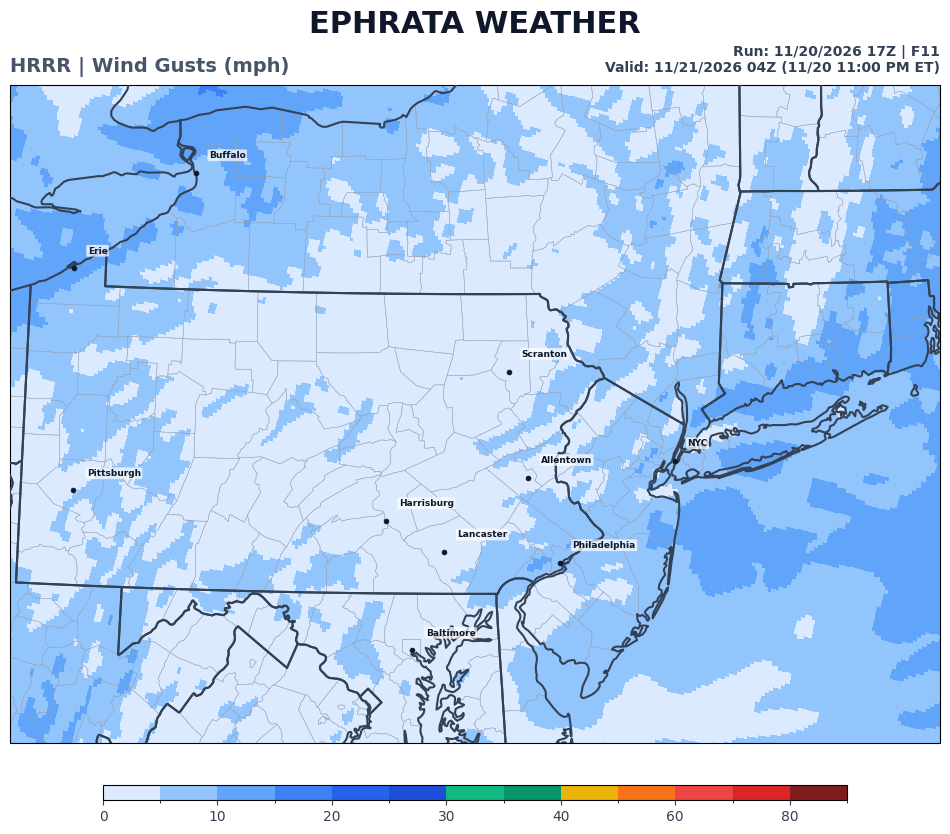 EPHRATA WEATHER
HRRR | Wind Gusts (mph)
Run: 11/20/2026 17Z | F11
Valid: 11/21/2026 04Z (11/20 11:00 PM ET)
Buffalo
Erie
Scranton
NYC
Allentown
Pittsburgh
Harrisburg
Lancaster
Philadelphia
Baltimore
0 10 20 30 40 50 60 70 80